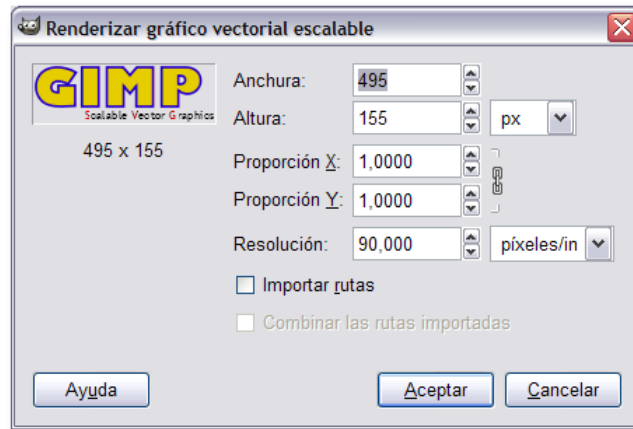 Renderizar gráfico vectorial escalable
GIMP
Scalable Vector Graphics
495 x 155
Anchura: 495
Altura: 155 px
Proporción X: 1,0000
Proporción Y: 1,0000
Resolución: 90,000 píxeles/in
Importar rutas
Combinar las rutas importadas
Ayuda Aceptar Cancelar